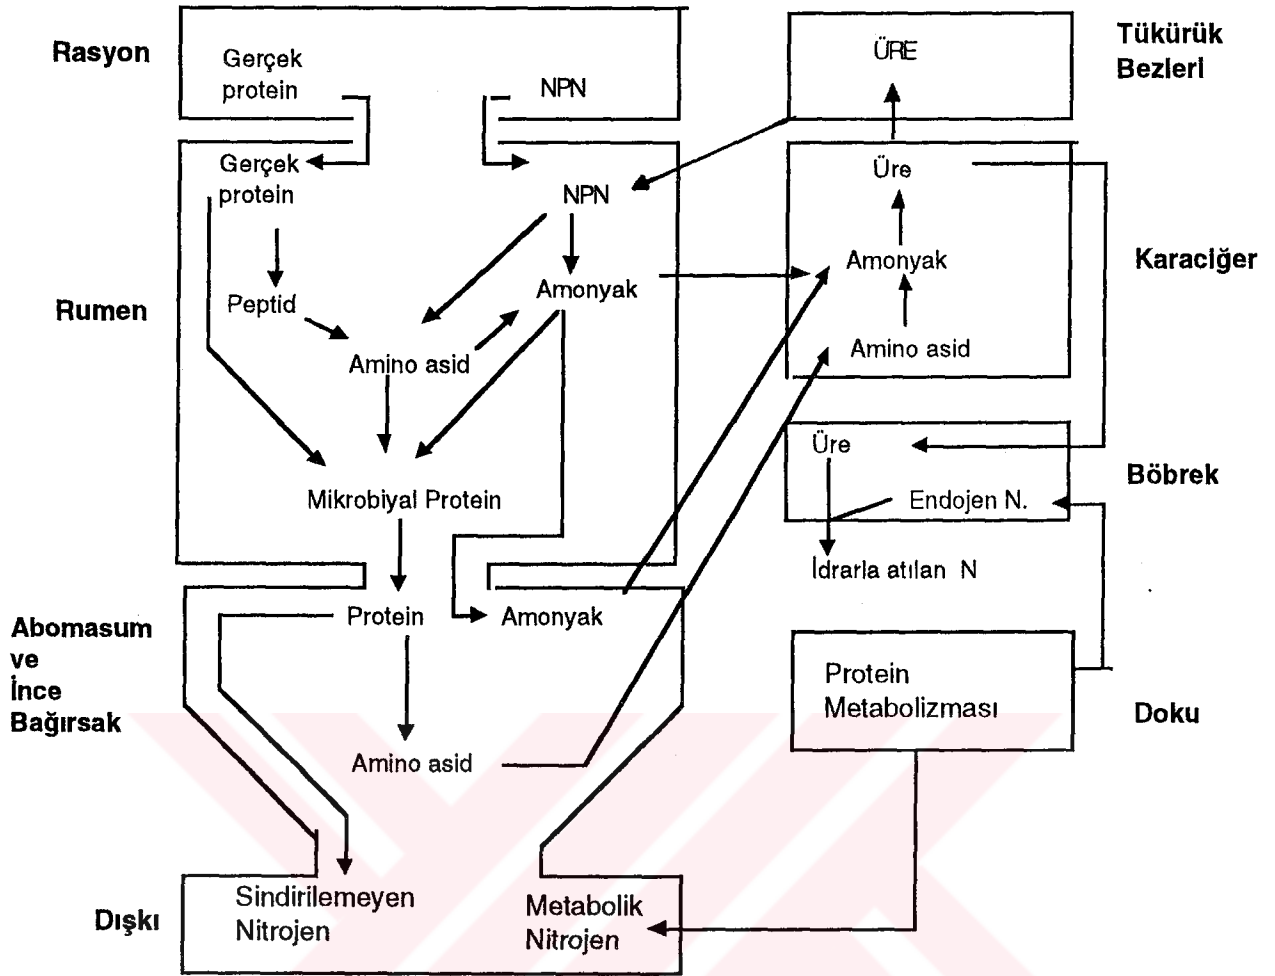 Rasyon
Gerçek
protein
NPN
ÜRE
Tükürük
Bezleri
Rumen
Gerçek
protein
NPN
Peptid
Amonyak
Amino asid
Mikrobiyal Protein
Üre
Amonyak
Amino asid
Karaciğer
Üre
Endojen N.
Böbrek
İdrarla atılan N
Abomasum
ve
İnce
Bağırsak
Protein
Amonyak
Amino asid
Protein
Metabolizması
Doku
Dışkı
Sindirilemeyen
Nitrojen
Metabolik
Nitrojen